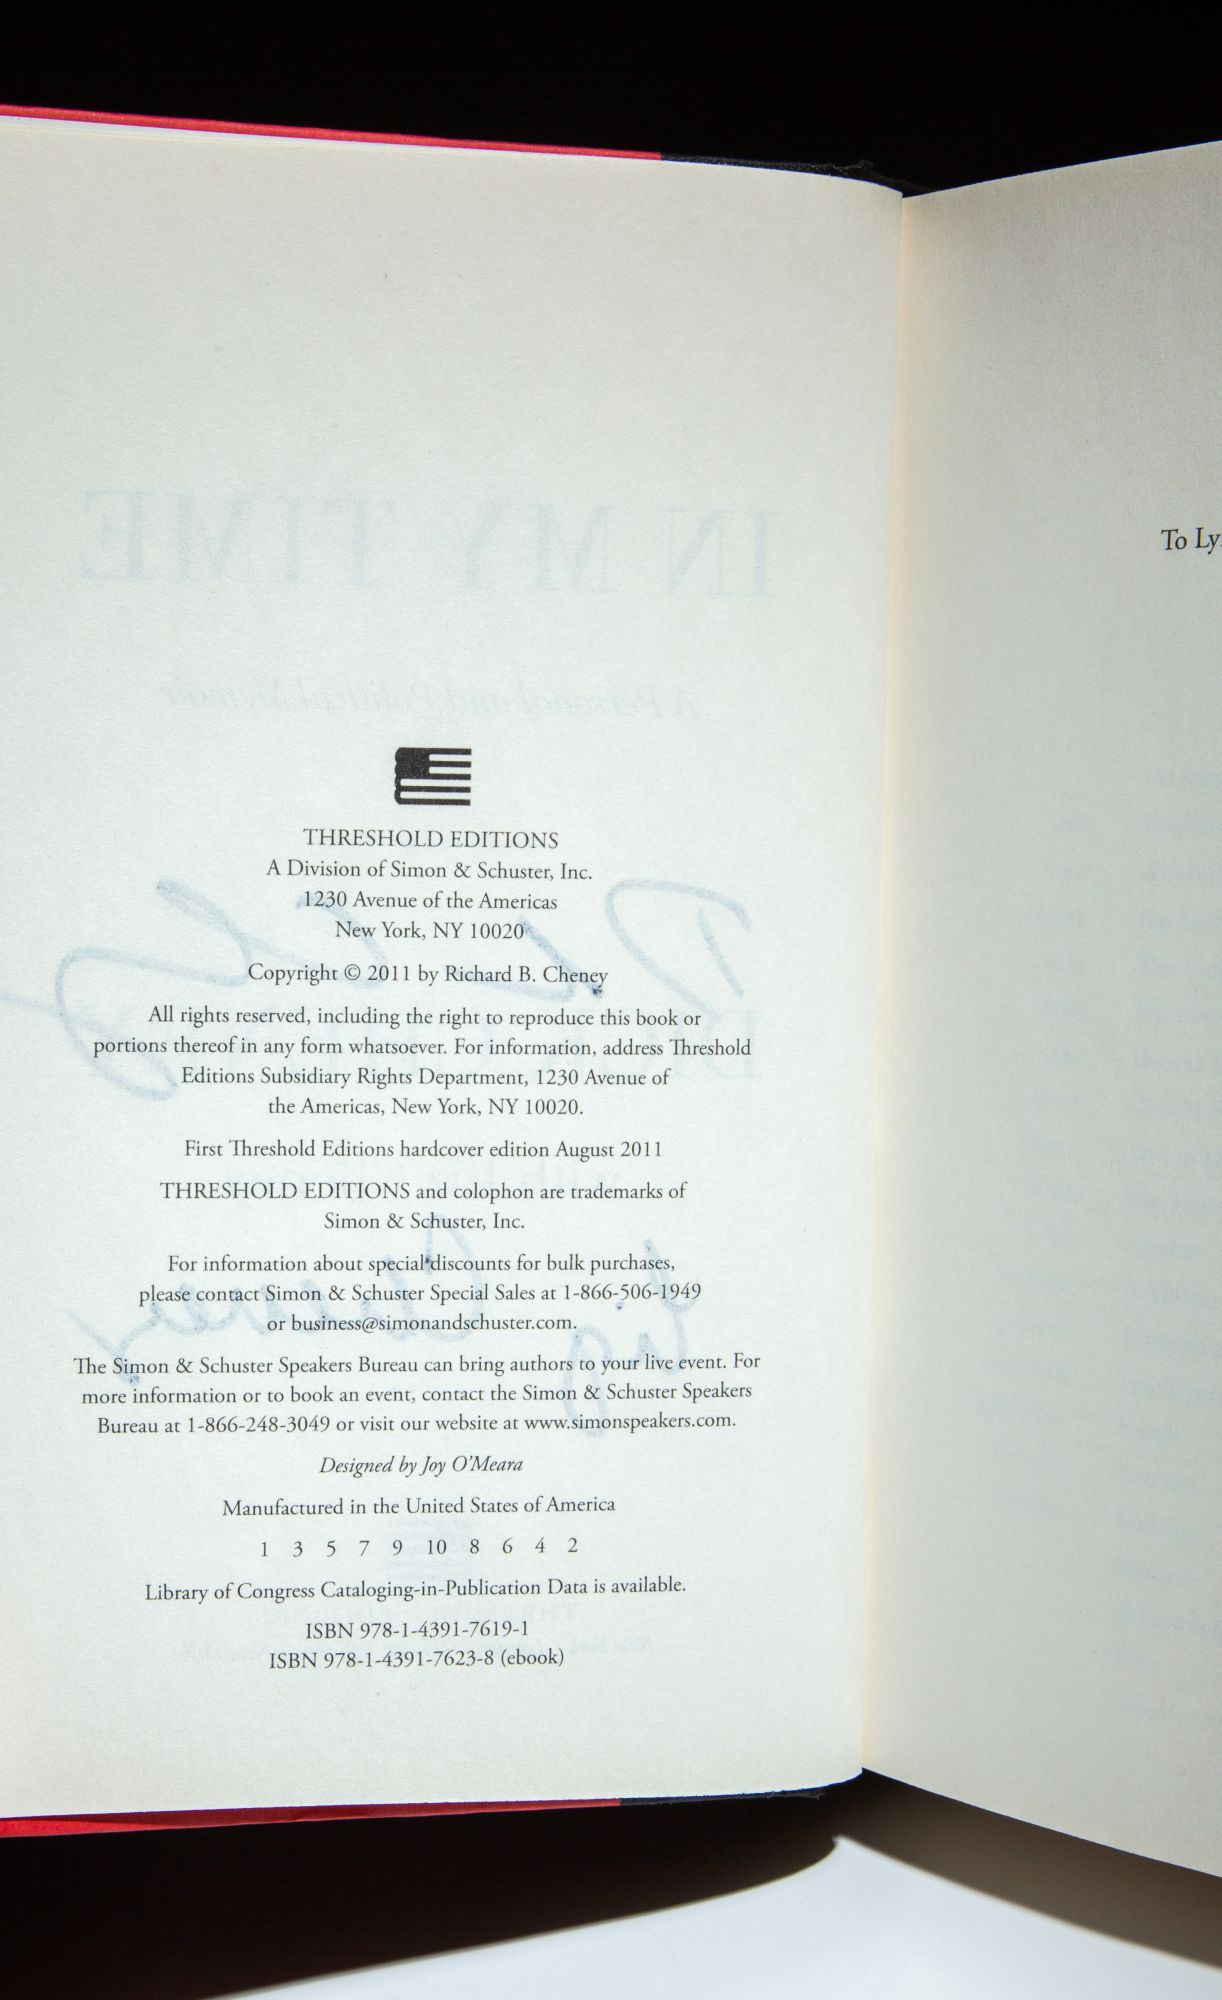 IN MY TIME
A Personal and Political Memoir
THRESHOLD EDITIONS
A Division of Simon & Schuster, Inc.
1230 Avenue of the Americas
New York, NY 10020
Copyright © 2011 by Richard B. Cheney
All rights reserved, including the right to reproduce this book or
portions thereof in any form whatsoever. For information, address Threshold
Editions Subsidiary Rights Department, 1230 Avenue of
the Americas, New York, NY 10020.
First Threshold Editions hardcover edition August 2011
THRESHOLD EDITIONS and colophon are trademarks of
Simon & Schuster, Inc.
For information about special discounts for bulk purchases,
please contact Simon & Schuster Special Sales at 1-866-506-1949
or business@simonandschuster.com.
The Simon & Schuster Speakers Bureau can bring authors to your live event. For
more information or to book an event, contact the Simon & Schuster Speakers
Bureau at 1-866-248-3049 or visit our website at www.simonspeakers.com.
Designed by Joy O'Meara
Manufactured in the United States of America
1 3 5 7 9 10 8 6 4 2
Library of Congress Cataloging-in-Publication Data is available.
ISBN 978-1-4391-7619-1
ISBN 978-1-4391-7623-8 (ebook)
To Ly